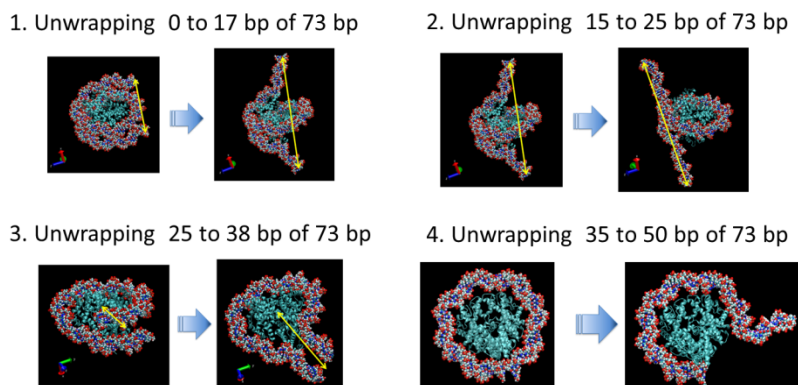 1. Unwrapping 0 to 17 bp of 73 bp
2. Unwrapping 15 to 25 bp of 73 bp
3. Unwrapping 25 to 38 bp of 73 bp
4. Unwrapping 35 to 50 bp of 73 bp